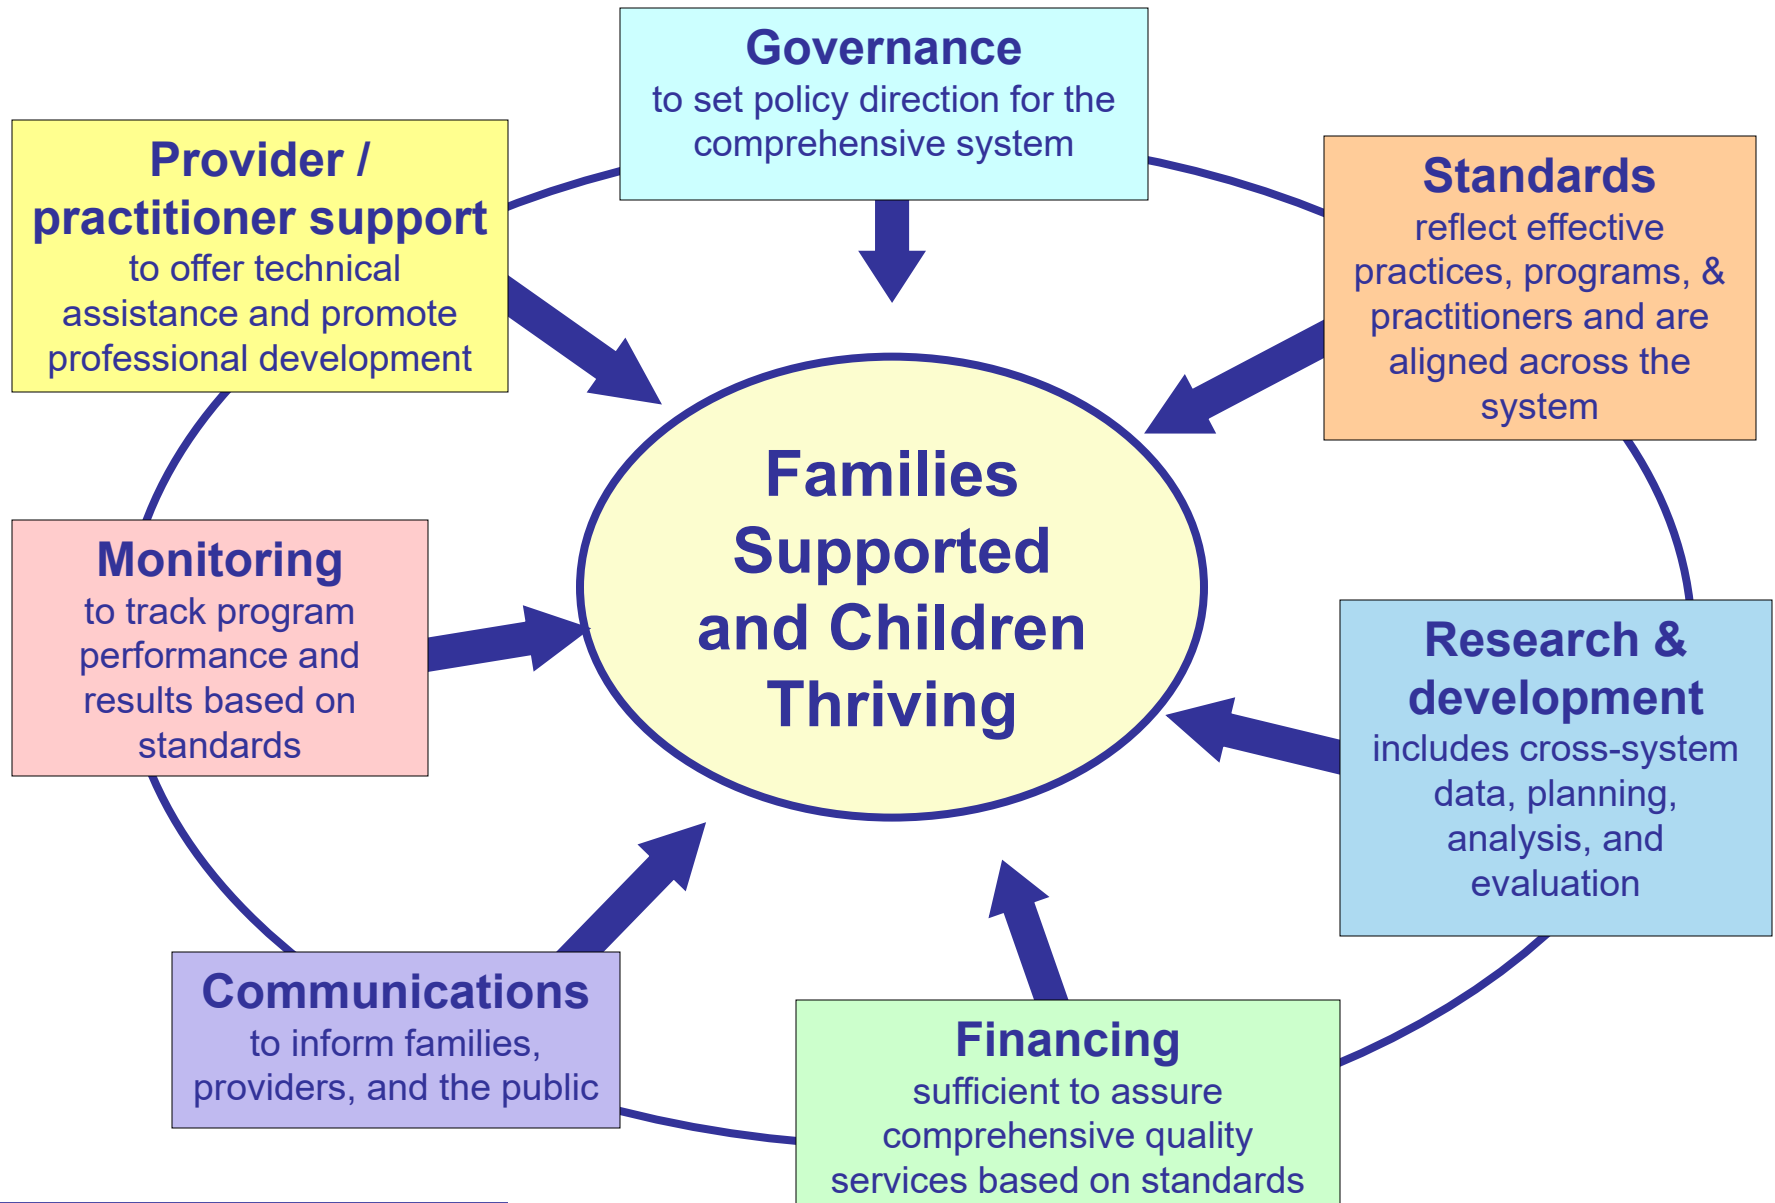 Governance
to set policy direction for the
comprehensive system
Provider /
practitioner support
to offer technical
assistance and promote
professional development
Standards
reflect effective
practices, programs, &
practitioners and are
aligned across the
system
Families
Supported
and Children
Thriving
Monitoring
to track program
performance and
results based on
standards
Research &
development
includes cross-system
data, planning,
analysis, and
evaluation
Communications
to inform families,
providers, and the public
Financing
sufficient to assure
comprehensive quality
services based on standards